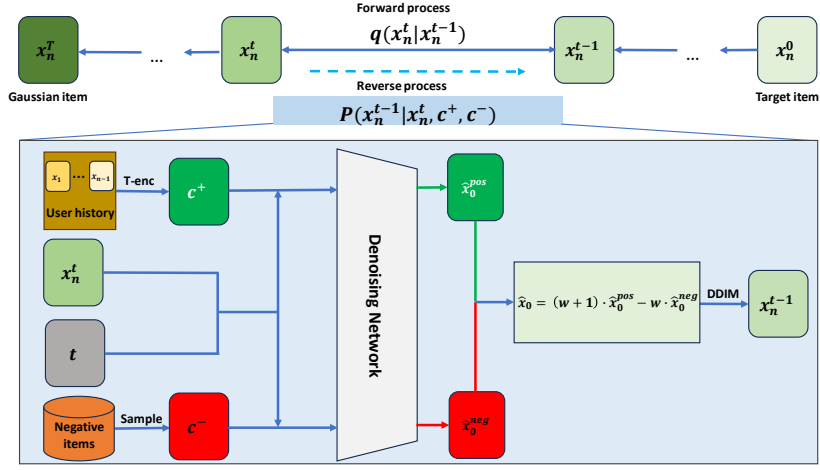 Forward process
q(x_n^t|x_n^{t-1})
x_n^T
...
x_n^t
x_n^{t-1}
...
x_n^0
Gaussian item
Reverse process
Target item
P(x_n^{t-1}|x_n^t, c^+, c^-)
x_1 ... x_{n-1}
User history
T-enc
c^+
x̂_0^{pos}
x_n^t
Denoising Network
x̂_0 = (w+1)·x̂_0^{pos} − w·x̂_0^{neg}
DDIM
x_n^{t-1}
t
Negative
items
Sample
c^-
x̂_0^{neg}